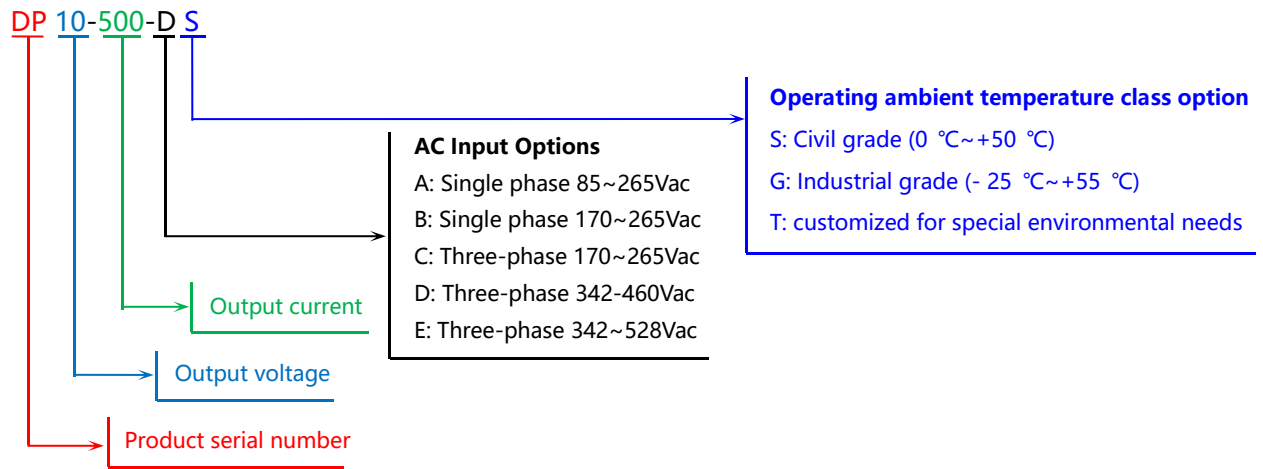 DP 10-500-D S
Operating ambient temperature class option
S: Civil grade (0 ℃~+50 ℃)
G: Industrial grade (- 25 ℃~+55 ℃)
T: customized for special environmental needs
AC Input Options
A: Single phase 85~265Vac
B: Single phase 170~265Vac
C: Three-phase 170~265Vac
D: Three-phase 342-460Vac
E: Three-phase 342~528Vac
Output current
Output voltage
Product serial number